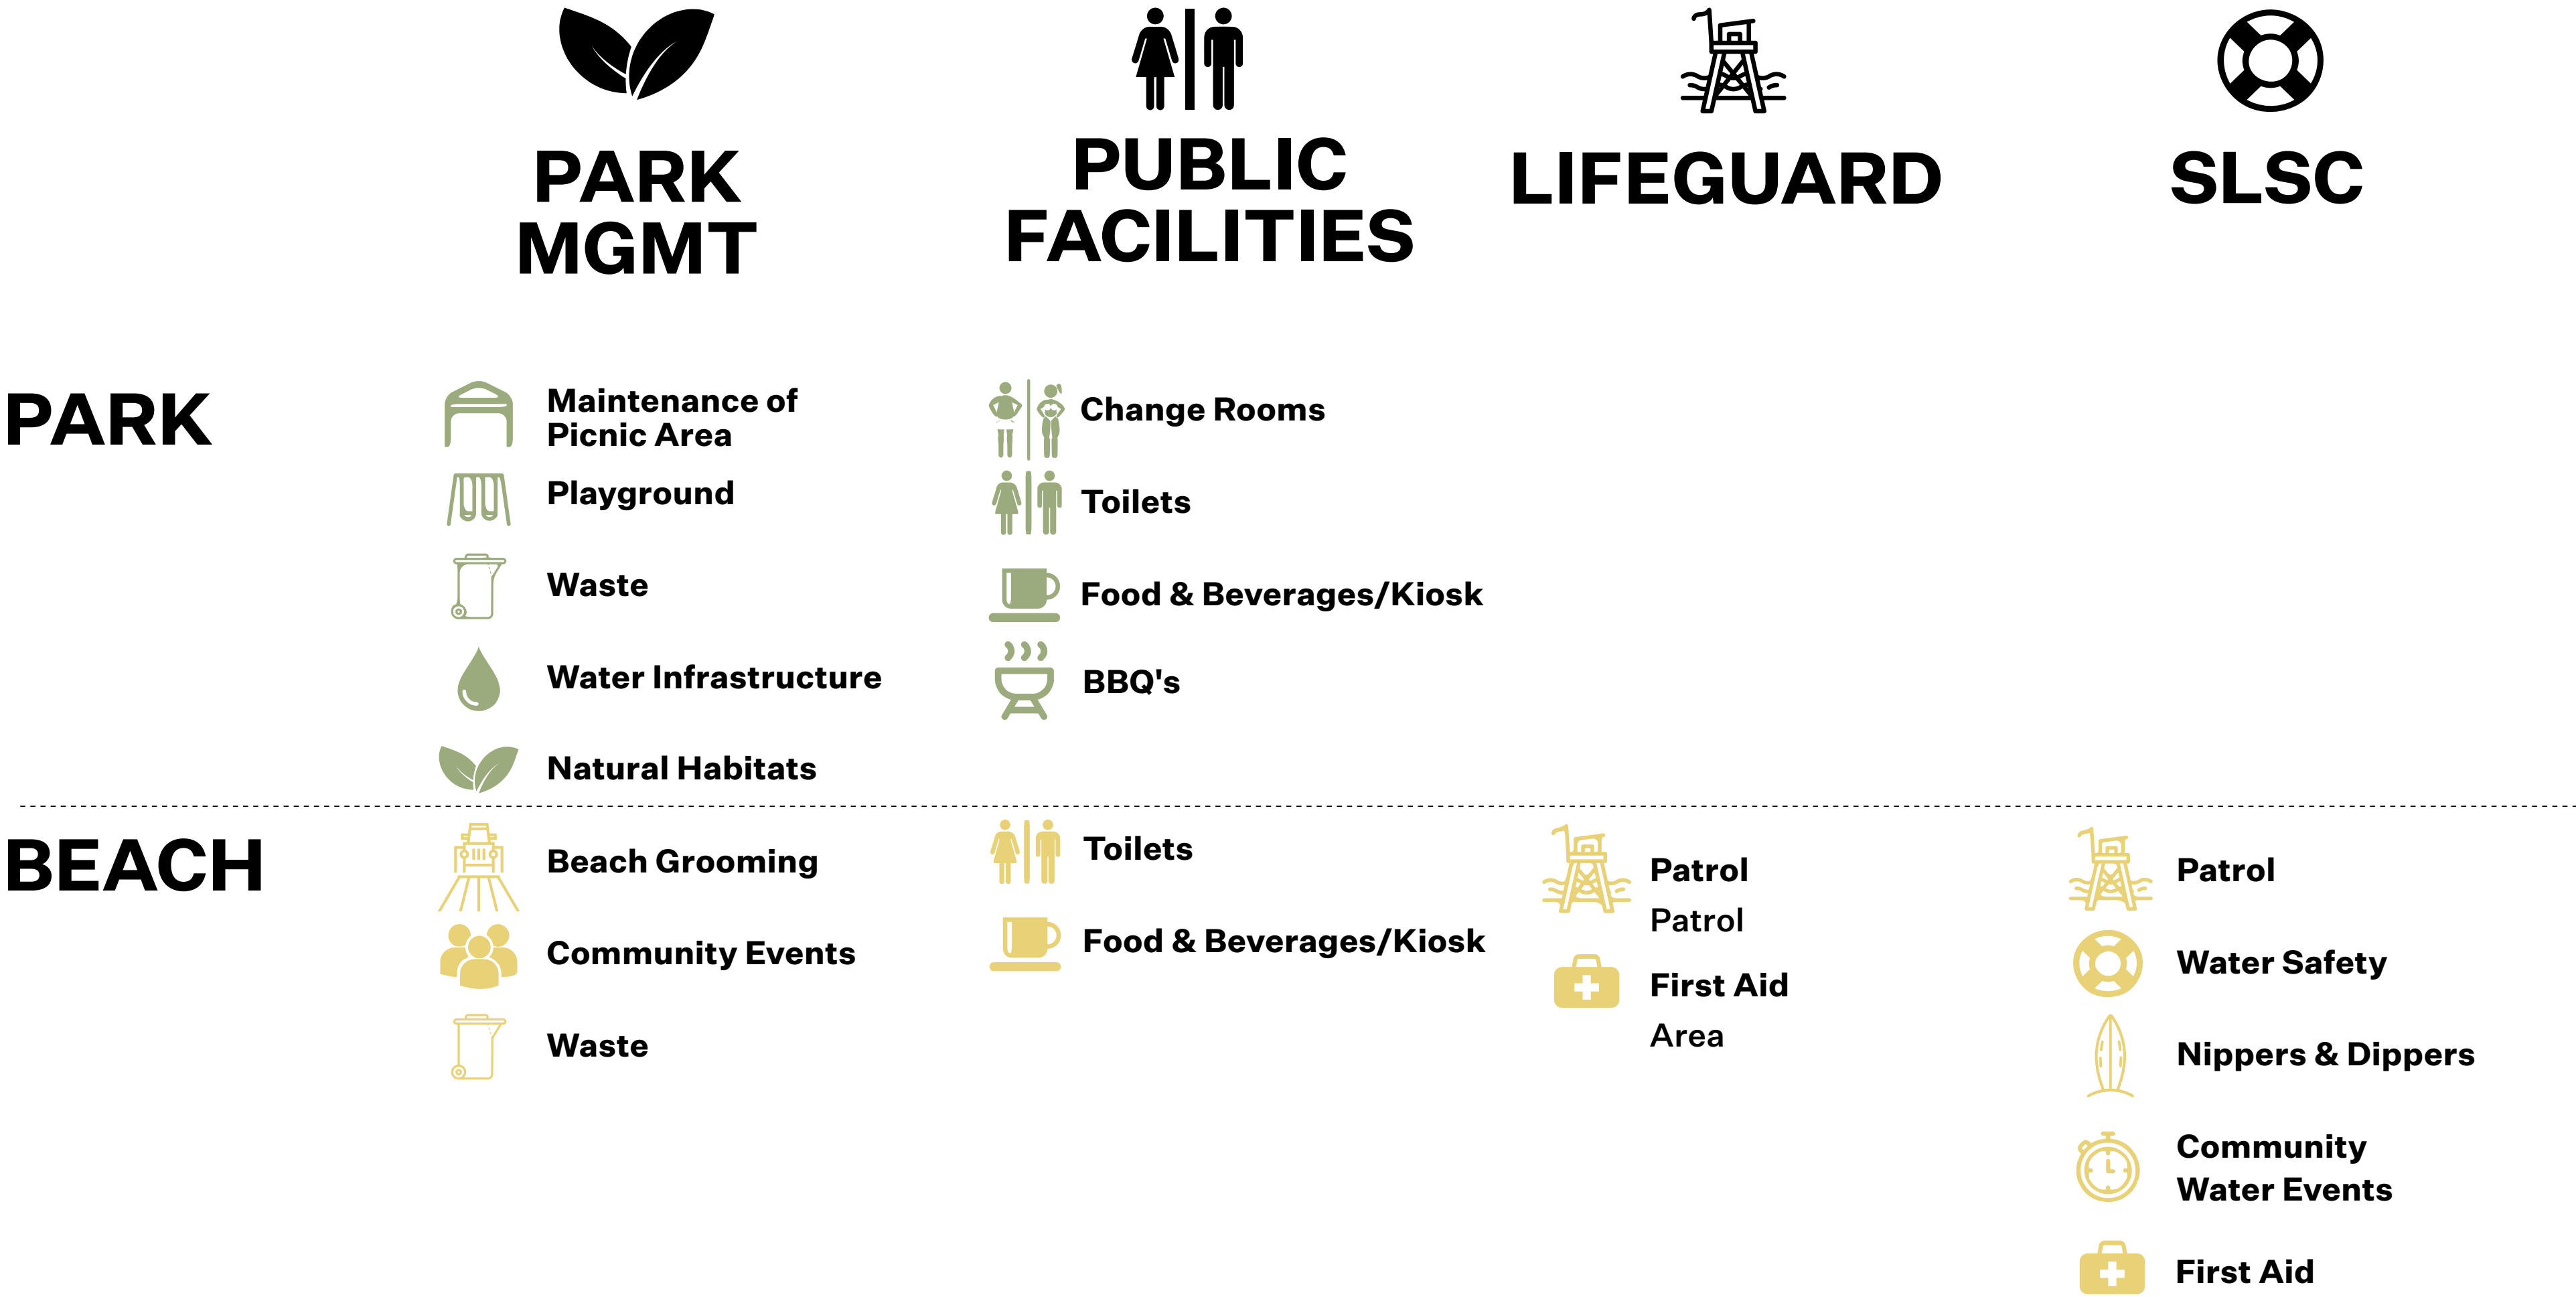 PARK
MGMT
PUBLIC
FACILITIES
LIFEGUARD
SLSC
PARK
Maintenance of
Picnic Area
Playground
Waste
Water Infrastructure
Natural Habitats
Change Rooms
Toilets
Food & Beverages/Kiosk
BBQ's
BEACH
Beach Grooming
Community Events
Waste
Toilets
Food & Beverages/Kiosk
Patrol
Patrol
First Aid
Area
Patrol
Water Safety
Nippers & Dippers
Community
Water Events
First Aid